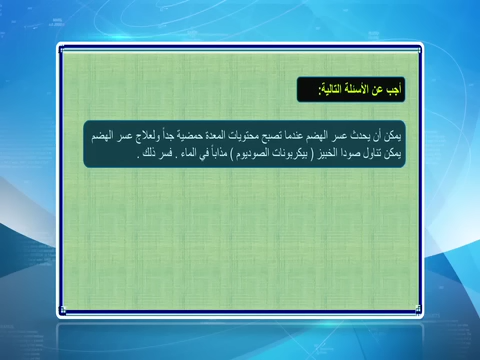 أجب عن الأسئلة التالية:
يمكن أن يحدث عسر الهضم عندما تصبح محتويات المعدة حمضية جداً ولعلاج عسر الهضم
يمكن تناول صودا الخبيز ( بيكربونات الصوديوم ) مذاباً في الماء . فسر ذلك .